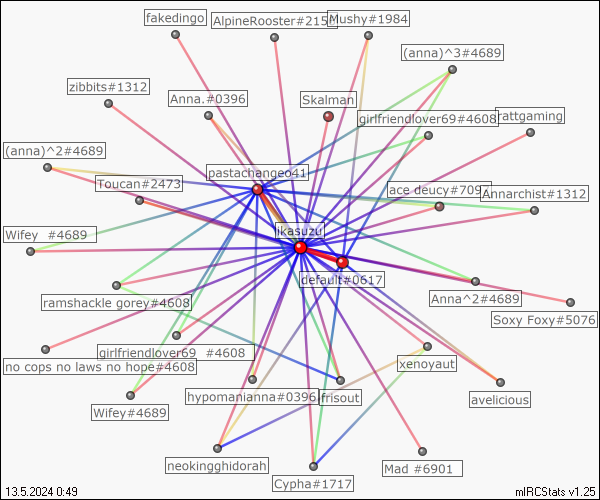 fakedingo
AlpineRooster#215
Mushy#1984
(anna)^3#4689
zibbits#1312
Anna.#0396
Skalman
girlfriendlover69#4608
rattgaming
(anna)^2#4689
Toucan#2473
pastachangeo41
ace deucy#709
Annarchist#1312
Wifey  #4689
ikasuzu
default#0617
ramshackle gorey#4608
Anna^2#4689
Soxy Foxy#5076
no cops no laws no hope#4608
girlfriendlover69  #4608
xenoyaut
Wifey#4689
hypomanianna#0396
frisout
avelicious
neokingghidorah
Cypha#1717
Mad #6901
13.5.2024 0:49
mIRCStats v1.25